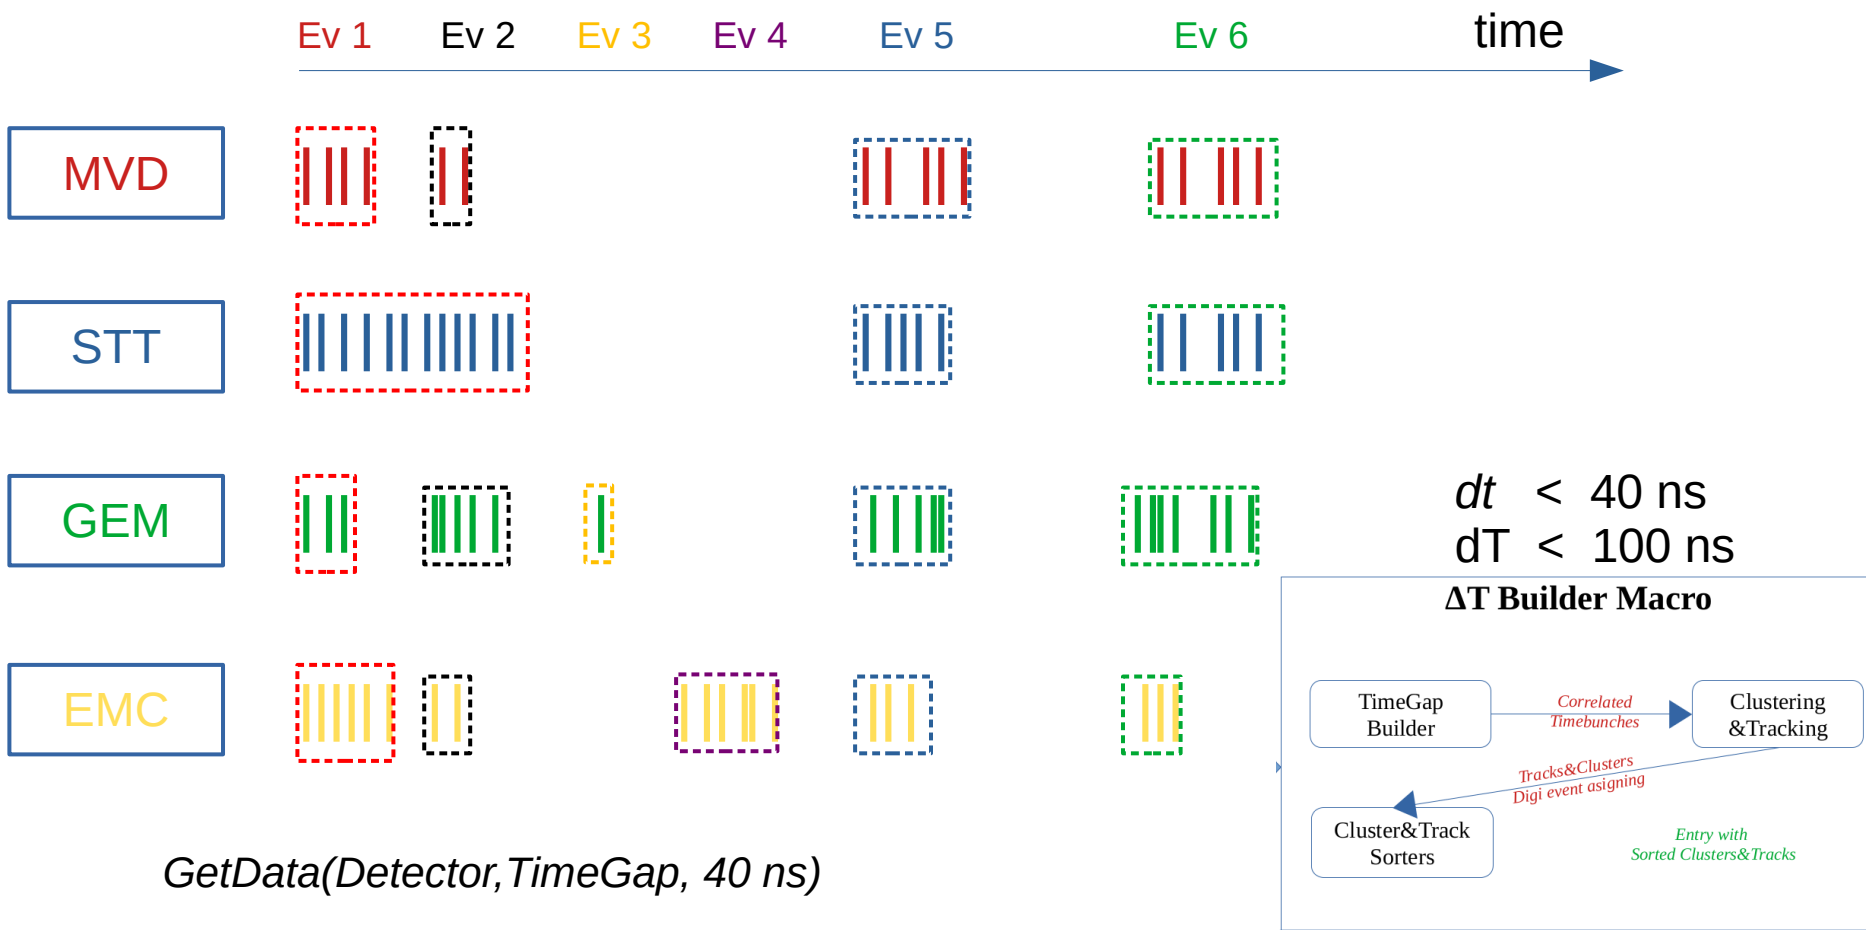 Ev 1 Ev 2 Ev 3 Ev 4 Ev 5 Ev 6 time
MVD
STT
GEM
dt < 40 ns
dT < 100 ns
ΔT Builder Macro
EMC
TimeGap
Builder
Correlated
Timebunches
Clustering
&Tracking
Tracks&Clusters
Digi event asigning
Cluster&Track
Sorters
Entry with
Sorted Clusters&Tracks
GetData(Detector,TimeGap, 40 ns)